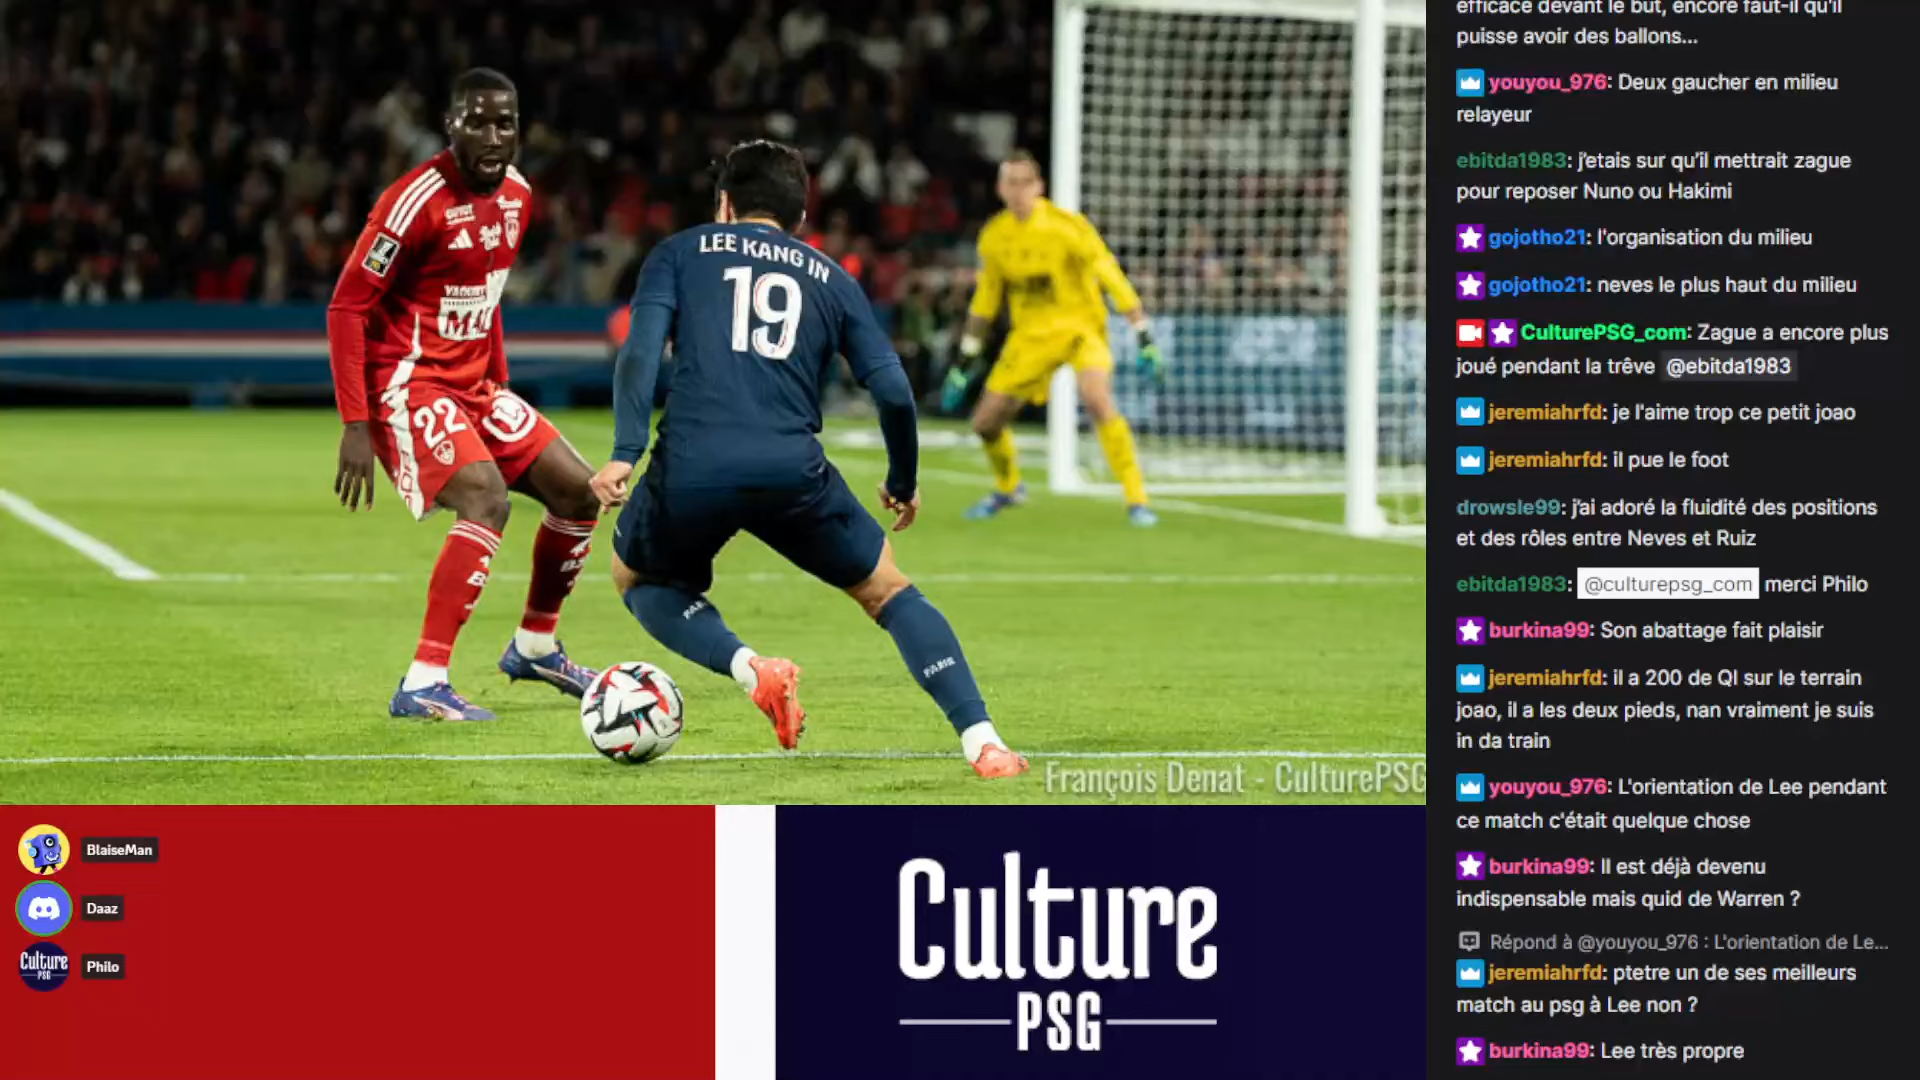 LEE KANG IN
19
22
PARIS
François Denat - CulturePSG
BlaiseMan
Daaz
Culture
PSG
Philo
Culture
PSG
efficace devant le but, encore faut-il qu'il
puisse avoir des ballons...
youyou_976: Deux gaucher en milieu
relayeur
ebitda1983: j'etais sur qu'il mettrait zague
pour reposer Nuno ou Hakimi
gojotho21: l'organisation du milieu
gojotho21: neves le plus haut du milieu
CulturePSG_com: Zague a encore plus
joué pendant la trêve @ebitda1983
jeremiahrfd: je l'aime trop ce petit joao
jeremiahrfd: il pue le foot
drowsle99: j'ai adoré la fluidité des positions
et des rôles entre Neves et Ruiz
ebitda1983: @culturepsg_com merci Philo
burkina99: Son abattage fait plaisir
jeremiahrfd: il a 200 de QI sur le terrain
joao, il a les deux pieds, nan vraiment je suis
in da train
youyou_976: L'orientation de Lee pendant
ce match c'était quelque chose
burkina99: Il est déjà devenu
indispensable mais quid de Warren ?
Répond à @youyou_976 : L'orientation de Le...
jeremiahrfd: ptetre un de ses meilleurs
match au psg à Lee non ?
burkina99: Lee très propre